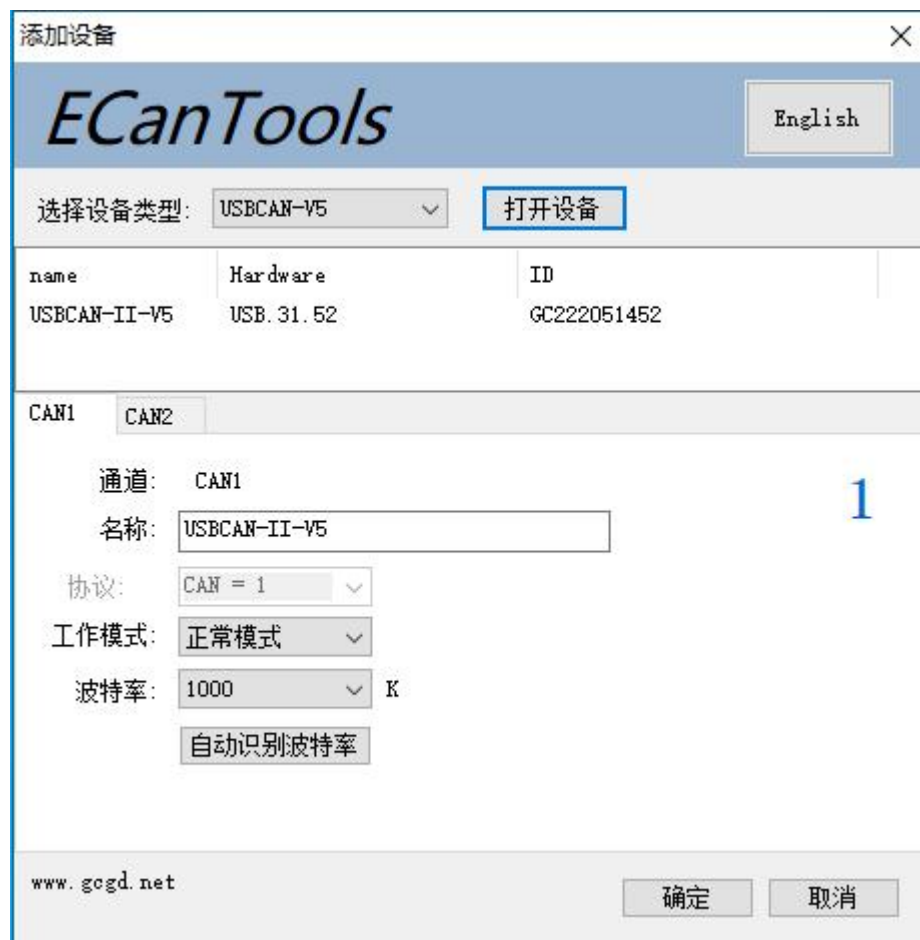 添加设备
ECanTools
English
选择设备类型: USBCAN-V5 打开设备
name Hardware ID
USBCAN-II-V5 USB.31.52 GC222051452
CAN1 CAN2
通道: CAN1
1
名称: USBCAN-II-V5
协议: CAN = 1
工作模式: 正常模式
波特率: 1000 K
自动识别波特率
www.gcgd.net
确定 取消